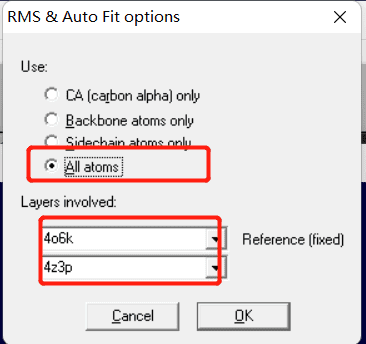 RMS & Auto Fit options
Use:
CA (carbon alpha) only
Backbone atoms only
Sidechain atoms only
All atoms
Layers involved:
4o6k Reference (fixed)
4z3p
Cancel OK